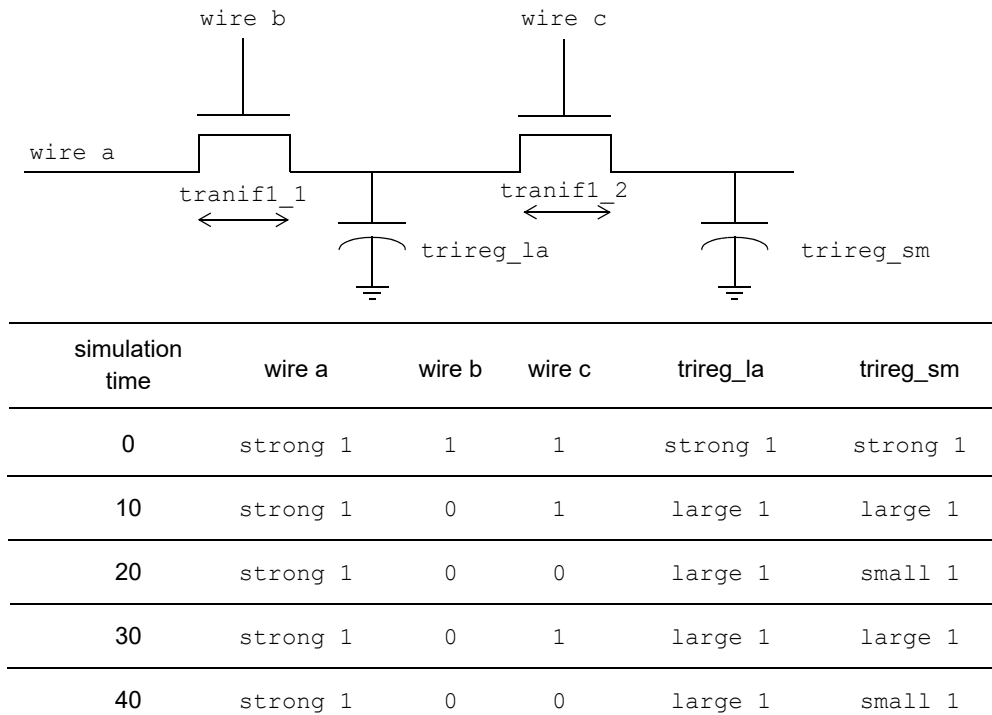 wire b wire c
wire a
tranif1_1 tranif1_2
trireg_la trireg_sm
simulation time wire a wire b wire c trireg_la trireg_sm
0 strong 1 1 1 strong 1 strong 1
10 strong 1 0 1 large 1 large 1
20 strong 1 0 0 large 1 small 1
30 strong 1 0 1 large 1 large 1
40 strong 1 0 0 large 1 small 1